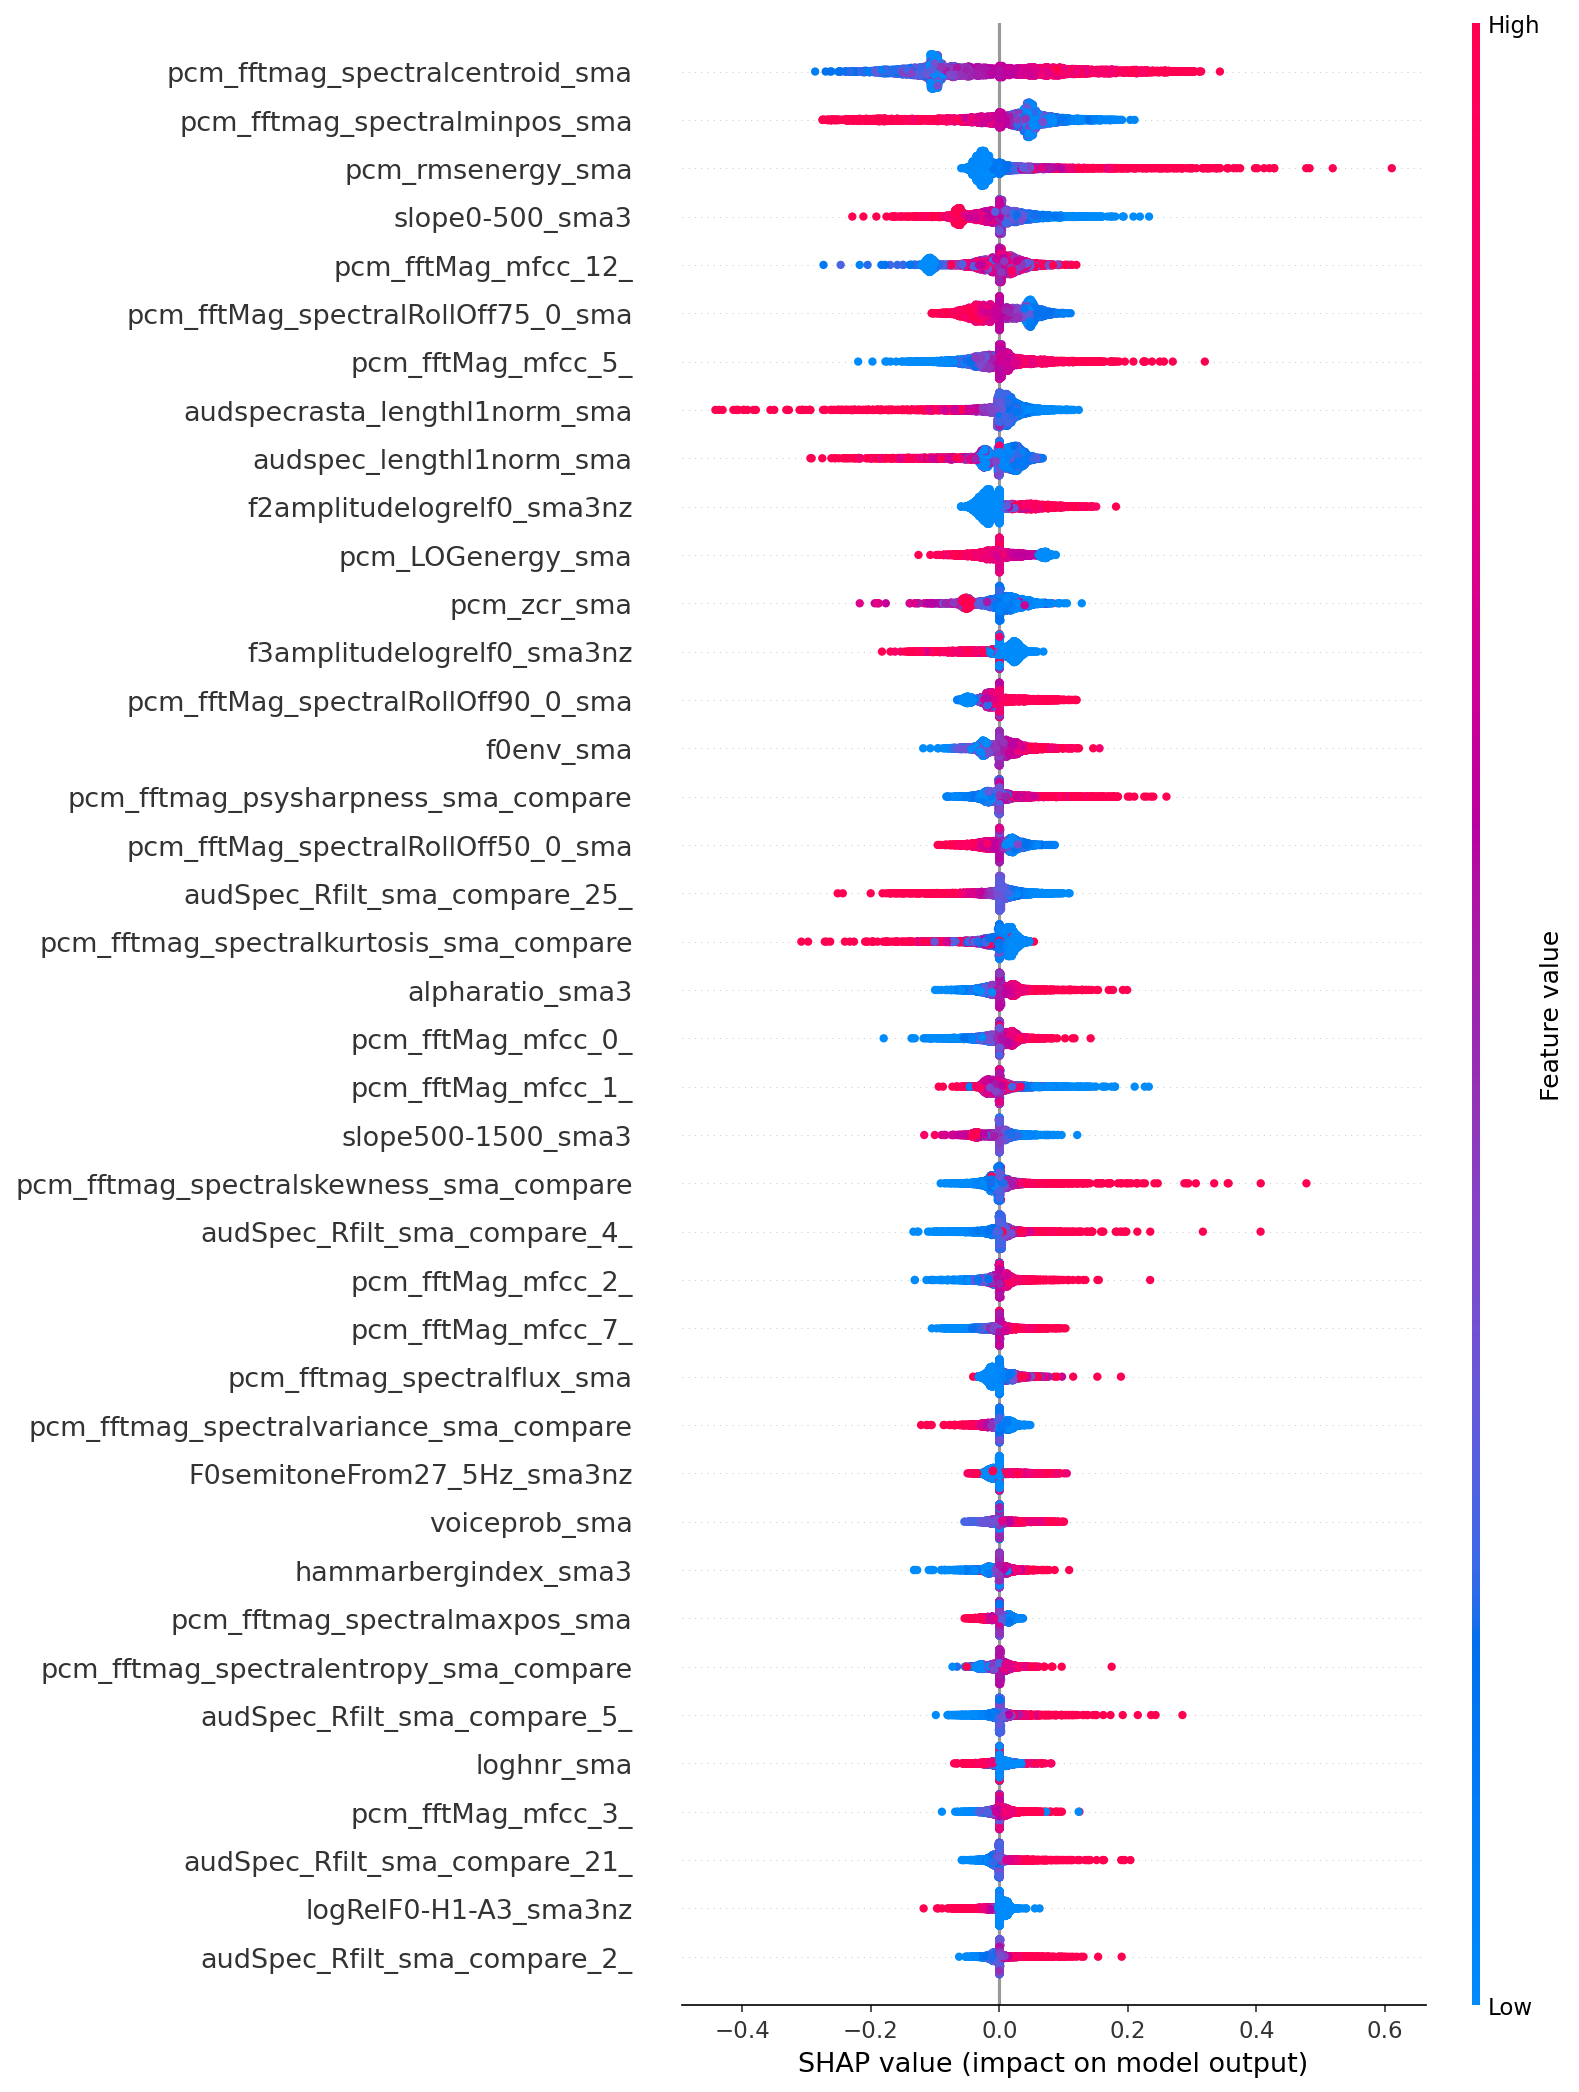 High
pcm_fftmag_spectralcentroid_sma
pcm_fftmag_spectralminpos_sma
pcm_rmsenergy_sma
slope0-500_sma3
pcm_fftMag_mfcc_12_
pcm_fftMag_spectralRollOff75_0_sma
pcm_fftMag_mfcc_5_
audspecrasta_lengthl1norm_sma
audspec_lengthl1norm_sma
f2amplitudelogrelf0_sma3nz
pcm_LOGenergy_sma
pcm_zcr_sma
f3amplitudelogrelf0_sma3nz
pcm_fftMag_spectralRollOff90_0_sma
f0env_sma
pcm_fftmag_psysharpness_sma_compare
pcm_fftMag_spectralRollOff50_0_sma
audSpec_Rfilt_sma_compare_25_
pcm_fftmag_spectralkurtosis_sma_compare
alpharatio_sma3
pcm_fftMag_mfcc_0_
pcm_fftMag_mfcc_1_
slope500-1500_sma3
pcm_fftmag_spectralskewness_sma_compare
audSpec_Rfilt_sma_compare_4_
pcm_fftMag_mfcc_2_
pcm_fftMag_mfcc_7_
pcm_fftmag_spectralflux_sma
pcm_fftmag_spectralvariance_sma_compare
F0semitoneFrom27_5Hz_sma3nz
voiceprob_sma
hammarbergindex_sma3
pcm_fftmag_spectralmaxpos_sma
pcm_fftmag_spectralentropy_sma_compare
audSpec_Rfilt_sma_compare_5_
loghnr_sma
pcm_fftMag_mfcc_3_
audSpec_Rfilt_sma_compare_21_
logRelF0-H1-A3_sma3nz
audSpec_Rfilt_sma_compare_2_
Feature value
Low
−0.4 −0.2 0.0 0.2 0.4 0.6
SHAP value (impact on model output)